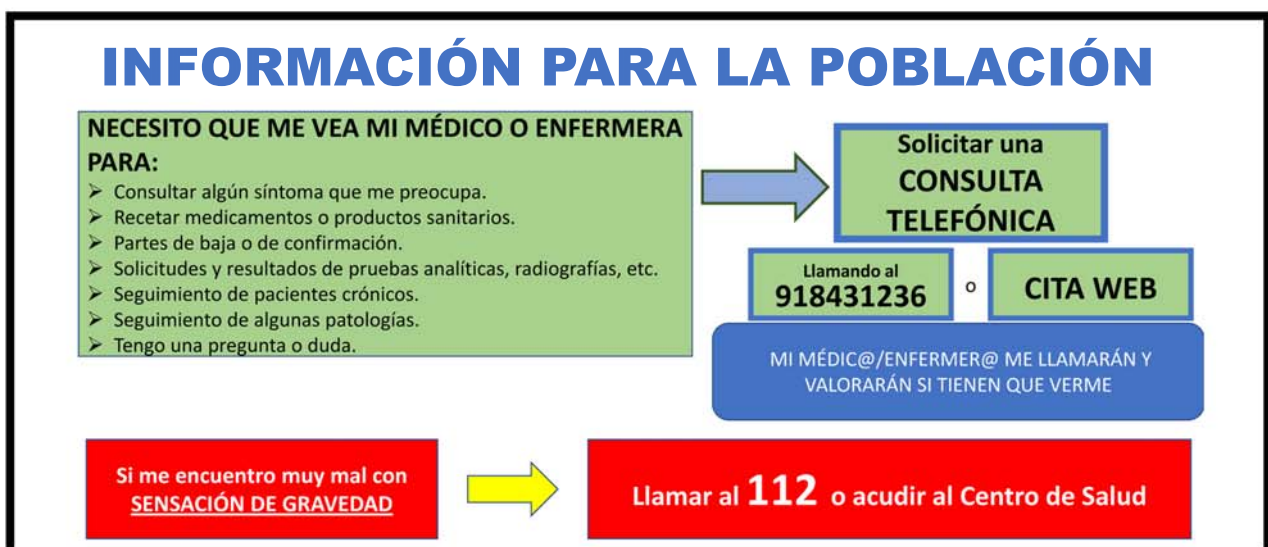 INFORMACIÓN PARA LA POBLACIÓN
NECESITO QUE ME VEA MI MÉDICO O ENFERMERA
PARA:
➢ Consultar algún síntoma que me preocupa.
➢ Recetar medicamentos o productos sanitarios.
➢ Partes de baja o de confirmación.
➢ Solicitudes y resultados de pruebas analíticas, radiografías, etc.
➢ Seguimiento de pacientes crónicos.
➢ Seguimiento de algunas patologías.
➢ Tengo una pregunta o duda.
Solicitar una
CONSULTA
TELEFÓNICA
Llamando al
918431236
o
CITA WEB
MI MÉDIC@/ENFERMER@ ME LLAMARÁN Y
VALORARÁN SI TIENEN QUE VERME
Si me encuentro muy mal con
SENSACIÓN DE GRAVEDAD
Llamar al 112 o acudir al Centro de Salud